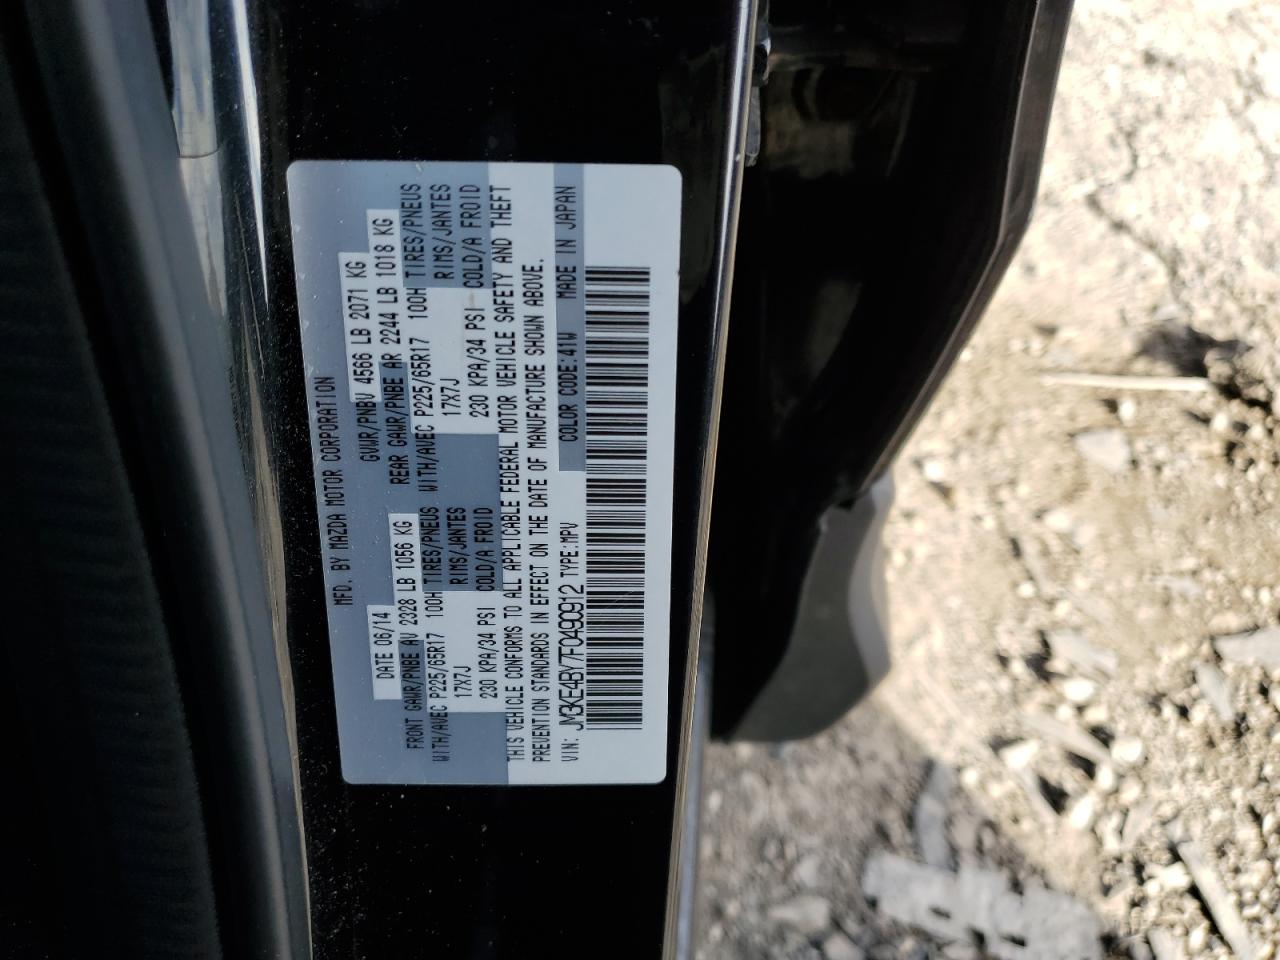 MFD. BY MAZDA MOTOR CORPORATION
DATE 06/14 GVWR/PNBV 4566 LB 2071 KG
FRONT GAWR/PNBE AV 2328 LB 1056 KG REAR GAWR/PNBE AR 2244 LB 1018 KG
WITH/AVEC P225/65R17 100H TIRES/PNEUS WITH/AVEC P225/65R17 100H TIRES/PNEUS
17X7J RIMS/JANTES 17X7J RIMS/JANTES
230 KPA/34 PSI COLD/A FROID 230 KPA/34 PSI COLD/A FROID
THIS VEHICLE CONFORMS TO ALL APPLICABLE FEDERAL MOTOR VEHICLE SAFETY AND THEFT
PREVENTION STANDARDS IN EFFECT ON THE DATE OF MANUFACTURE SHOWN ABOVE.
VIN: JM3KE4BY7F0490912 TYPE:MPV COLOR CODE:41W MADE IN JAPAN